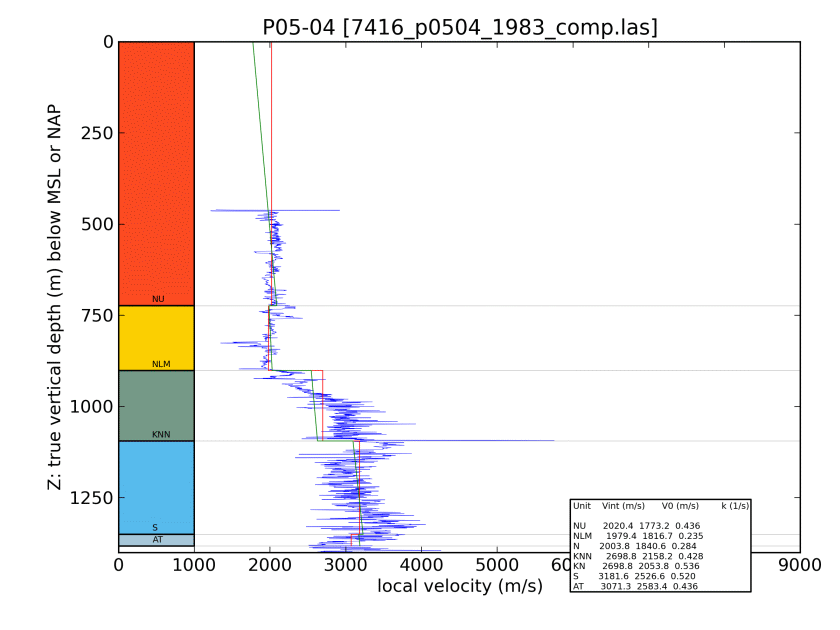 P05-04 [7416_p0504_1983_comp.las]
Z: true vertical depth (m) below MSL or NAP
0
250
500
750
1000
1250
NU
NLM
KNN
S
AT
0 1000 2000 3000 4000 5000 60 9000
local velocity (m/s)
Unit Vint (m/s) V0 (m/s) k (1/s)
NU 2020.4 1773.2 0.436
NLM 1979.4 1816.7 0.235
N 2003.8 1840.6 0.284
KNN 2698.8 2158.2 0.428
KN 2698.8 2053.8 0.536
S 3181.6 2526.6 0.520
AT 3071.3 2583.4 0.436